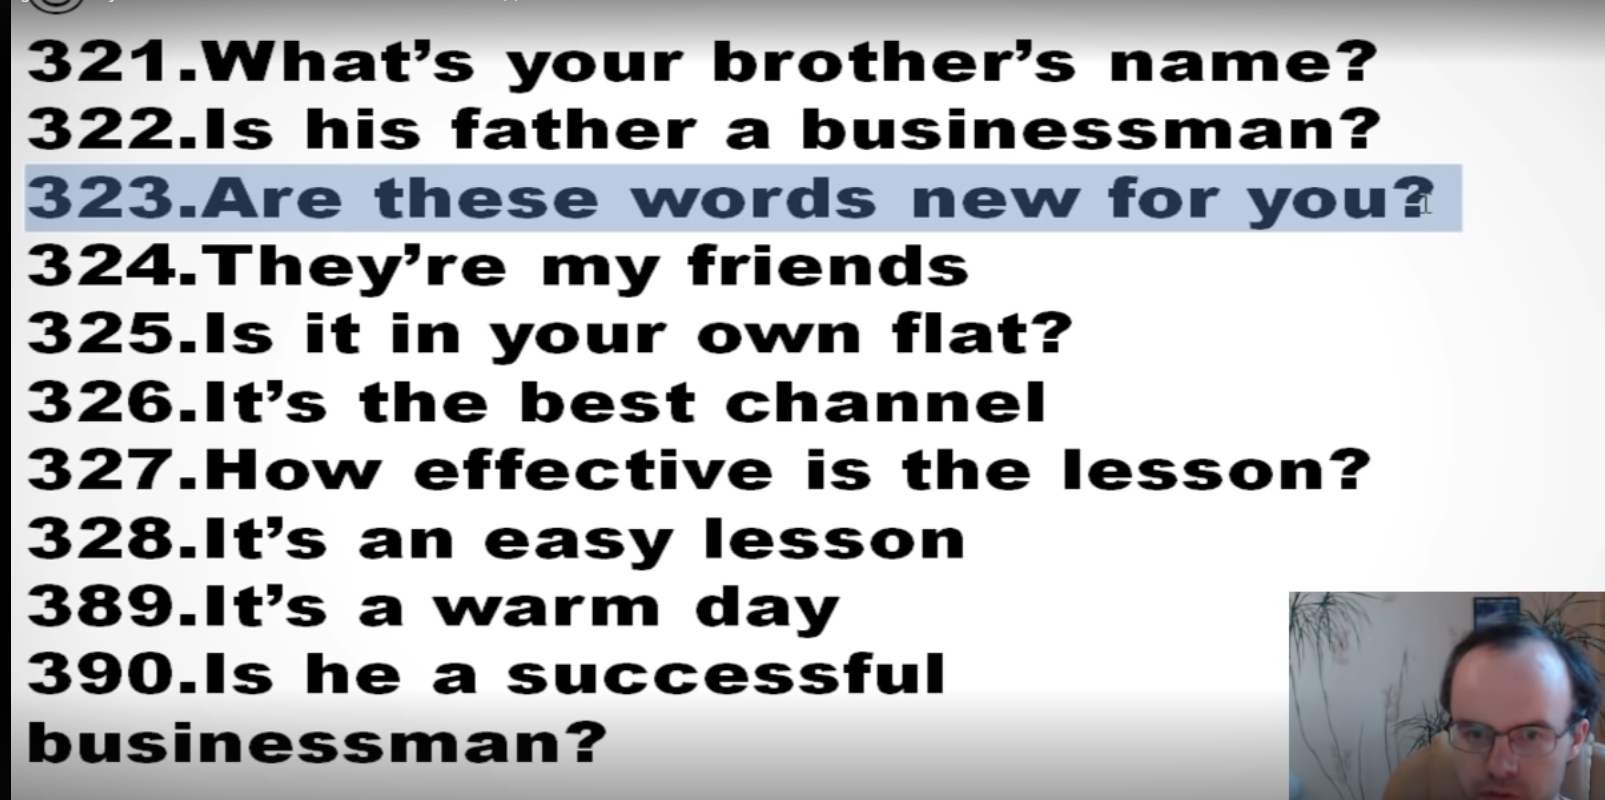 321.What's your brother's name?
322.Is his father a businessman?
323.Are these words new for you?
324.They're my friends
325.Is it in your own flat?
326.It's the best channel
327.How effective is the lesson?
328.It's an easy lesson
389.It's a warm day
390.Is he a successful
businessman?